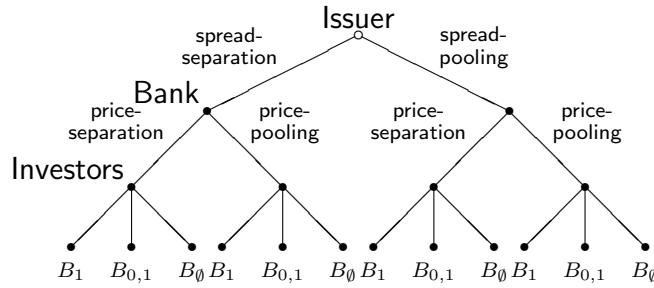 Issuer
spread-
separation
spread-
pooling
Bank
price-
separation
price-
pooling
price-
separation
price-
pooling
Investors
B₁ B₀,₁ B∅ B₁ B₀,₁ B∅ B₁ B₀,₁ B∅ B₁ B₀,₁ B∅